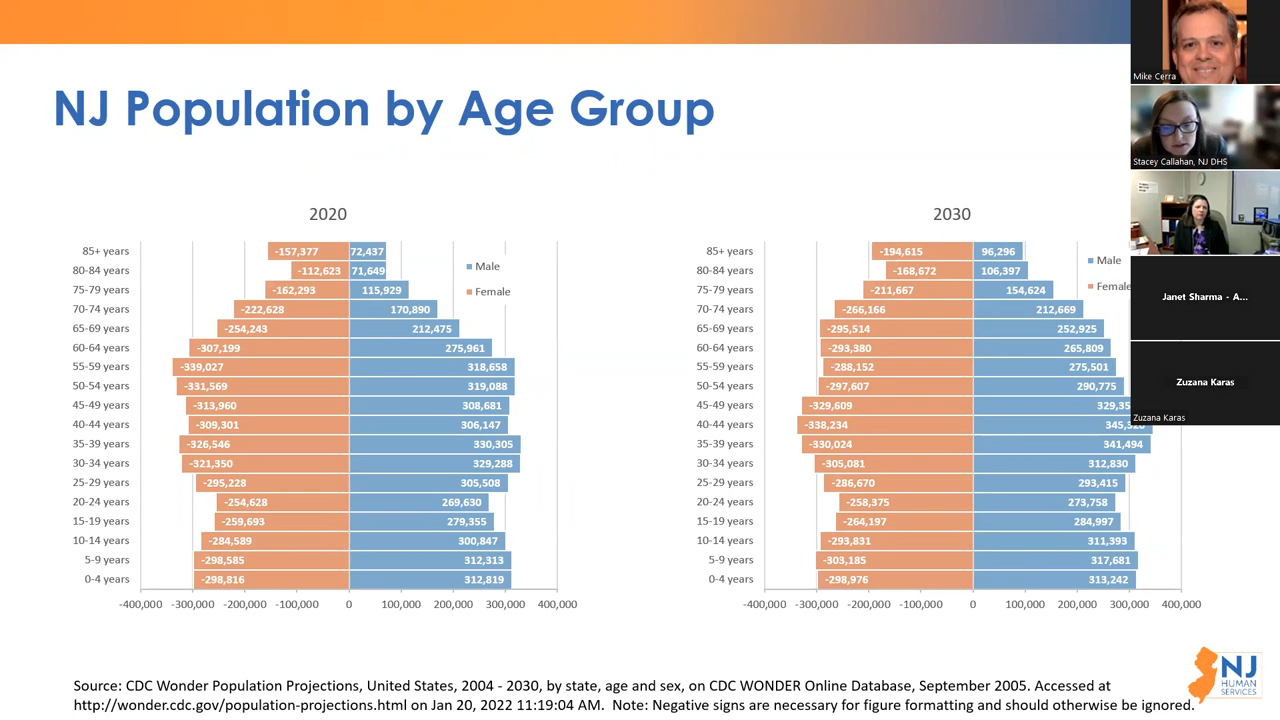 NJ Population by Age Group
2020
85+ years -157,377 72,437
80-84 years -112,623 71,649
75-79 years -162,293 115,929
70-74 years -222,628 170,890
65-69 years -254,243 212,475
60-64 years -307,199 275,961
55-59 years -339,027 318,658
50-54 years -331,569 319,088
45-49 years -313,960 308,681
40-44 years -309,301 306,147
35-39 years -326,546 330,305
30-34 years -321,350 329,288
25-29 years -295,228 305,508
20-24 years -254,628 269,630
15-19 years -259,693 279,355
10-14 years -284,589 300,847
5-9 years -298,585 312,313
0-4 years -298,816 312,819
-400,000 -300,000 -200,000 -100,000 0 100,000 200,000 300,000 400,000
Male
Female
2030
85+ years -194,615 96,296
80-84 years -168,672 106,397
75-79 years -211,667 154,624
70-74 years -266,166 212,669
65-69 years -295,514 252,925
60-64 years -293,380 265,809
55-59 years -288,152 275,501
50-54 years -297,607 290,775
45-49 years -329,609
40-44 years -338,234
35-39 years -330,024 341,494
30-34 years -305,081 312,830
25-29 years -286,670 293,415
20-24 years -258,375 273,758
15-19 years -264,197 284,997
10-14 years -293,831 311,393
5-9 years -303,185 317,681
0-4 years -298,976 313,242
-400,000 -300,000 -200,000 -100,000 0 100,000 200,000 300,000 400,000
Male
Female
Mike Cerra
Stacey Callahan, NJ DHS
Janet Sharma - A...
Zuzana Karas
Zuzana Karas
NJ
HUMAN
SERVICES
Source: CDC Wonder Population Projections, United States, 2004 - by state, age and sex, on CDC WONDER Online Database, September 2005. Accessed at
http://wonder.cdc.gov/population-projections.html on Jan 20, 2022 11:19:04 AM. Note: Negative signs are necessary for figure formatting and should otherwise be ignored.